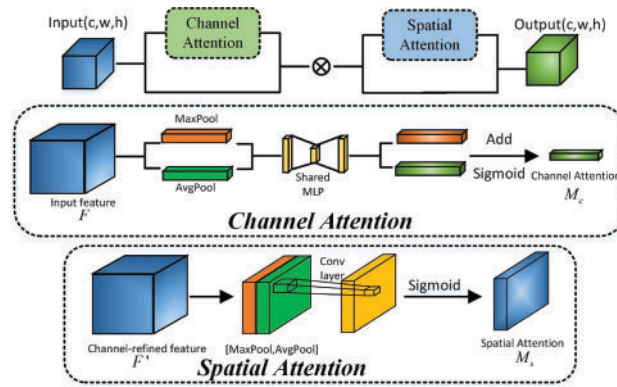 Input(c,w,h)
Channel
Attention
Spatial
Attention
Output(c,w,h)
MaxPool
AvgPool
Shared
MLP
Add
Sigmoid
Input feature
F
Channel Attention
M_c
Channel Attention
Conv
layer
Sigmoid
Channel-refined feature
F'
[MaxPool,AvgPool]
Spatial Attention
M_s
Spatial Attention